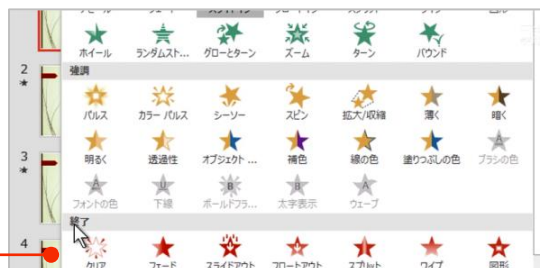 ホイール ランダムスト... グローとターン ズーム ターン バウンド
2
強調
パルス カラー パルス シーソー スピン 拡大/収縮 薄く 暗く
3
明るく 透過性 オブジェクト ... 補色 線の色 塗りつぶしの色 ブラシの色
フォントの色 下線 ボールドフラ... 太字表示 ウェーブ
終了
4
クリア フェード スライドアウト フロートアウト スプリット ワイプ 図形